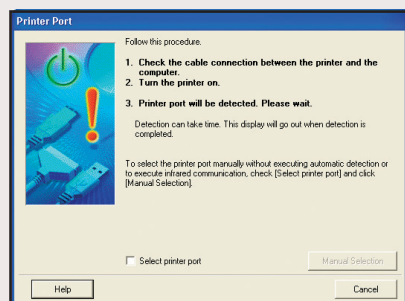 Printer Port
Follow this procedure.
1. Check the cable connection between the printer and the
computer.
2. Turn the printer on.
3. Printer port will be detected. Please wait.
Detection can take time. This display will go out when detection is
completed.
To select the printer port manually without executing automatic detection or
to execute infrared communication, check [Select printer port] and click
[Manual Selection].
Select printer port
Manual Selection
Help
Cancel